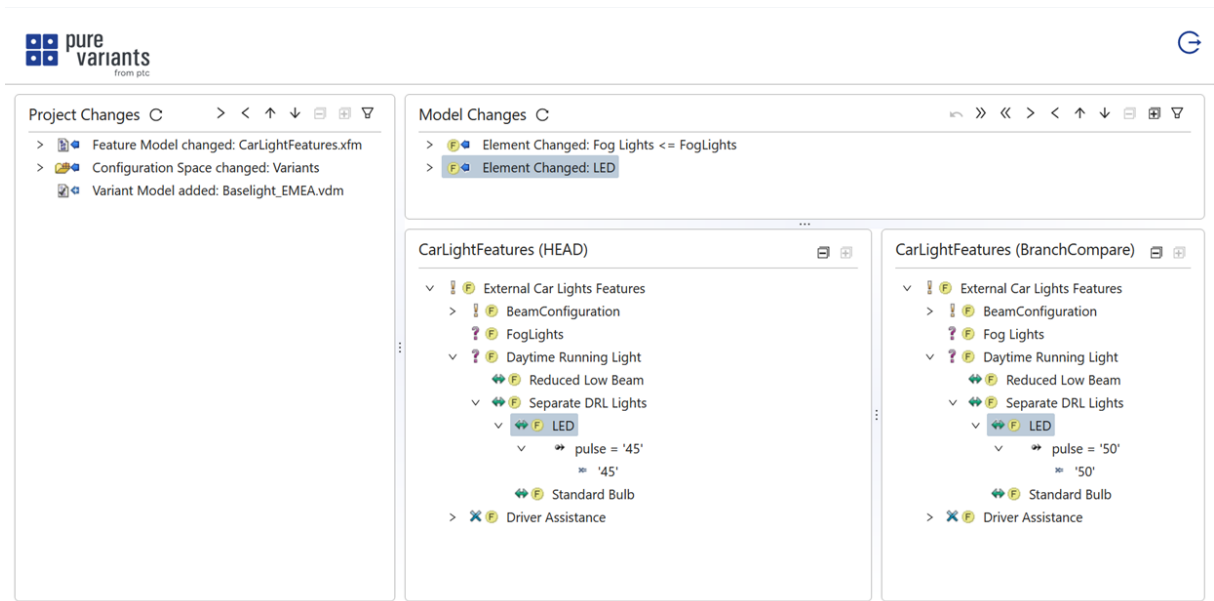 pure
variants
from ptc
Project Changes
Feature Model changed: CarLightFeatures.xfm
Configuration Space changed: Variants
Variant Model added: Baselight_EMEA.vdm
Model Changes
Element Changed: Fog Lights <= FogLights
Element Changed: LED
CarLightFeatures (HEAD)
External Car Lights Features
BeamConfiguration
FogLights
Daytime Running Light
Reduced Low Beam
Separate DRL Lights
LED
pulse = '45'
'45'
Standard Bulb
Driver Assistance
CarLightFeatures (BranchCompare)
External Car Lights Features
BeamConfiguration
Fog Lights
Daytime Running Light
Reduced Low Beam
Separate DRL Lights
LED
pulse = '50'
'50'
Standard Bulb
Driver Assistance